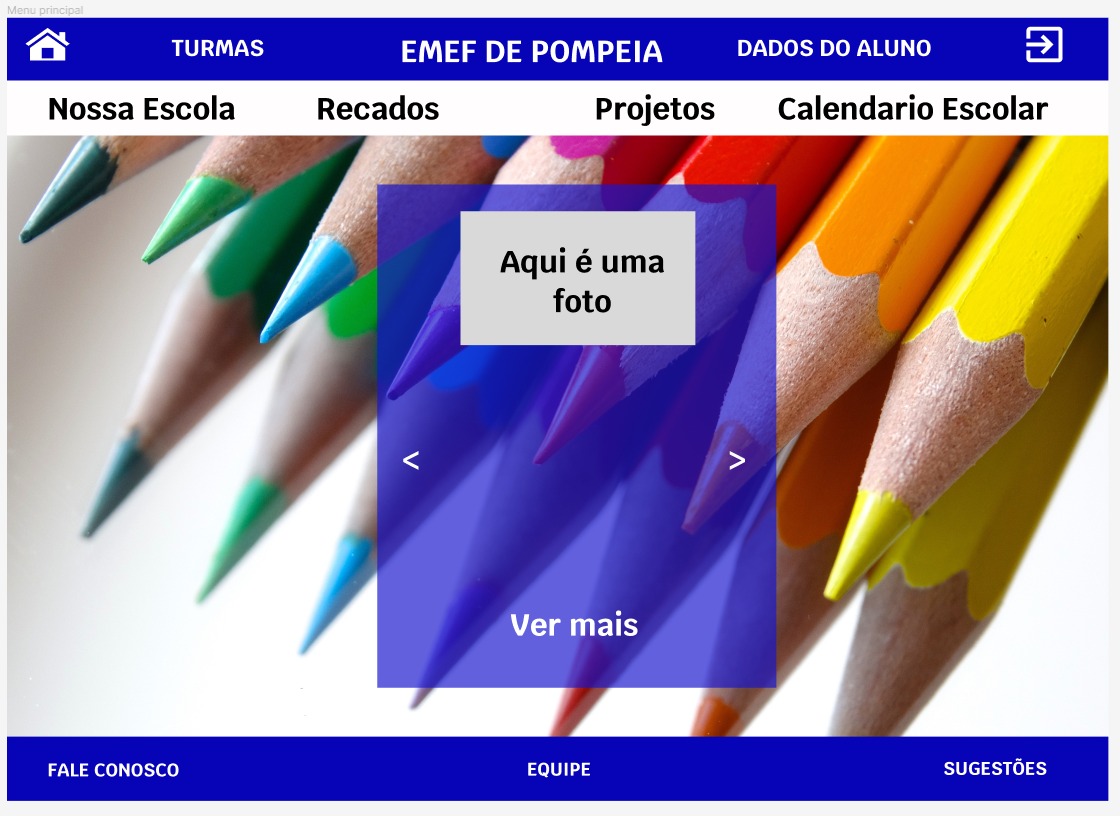 Menu principal
TURMAS
EMEF DE POMPEIA
DADOS DO ALUNO
Nossa Escola
Recados
Projetos
Calendario Escolar
Aqui é uma
foto
<
>
Ver mais
FALE CONOSCO
EQUIPE
SUGESTÕES